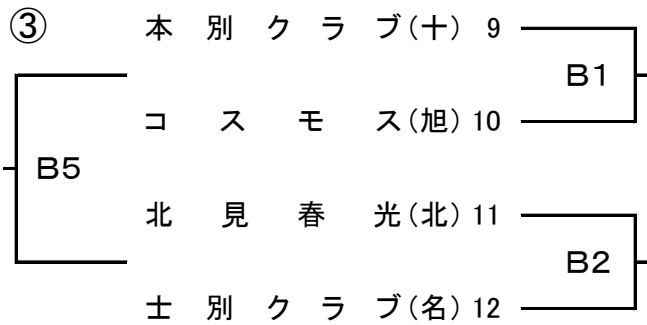 ③ 本別クラブ(十) 9
B1
コスモス(旭) 10
B5
北見春光(北) 11
B2
士別クラブ(名) 12